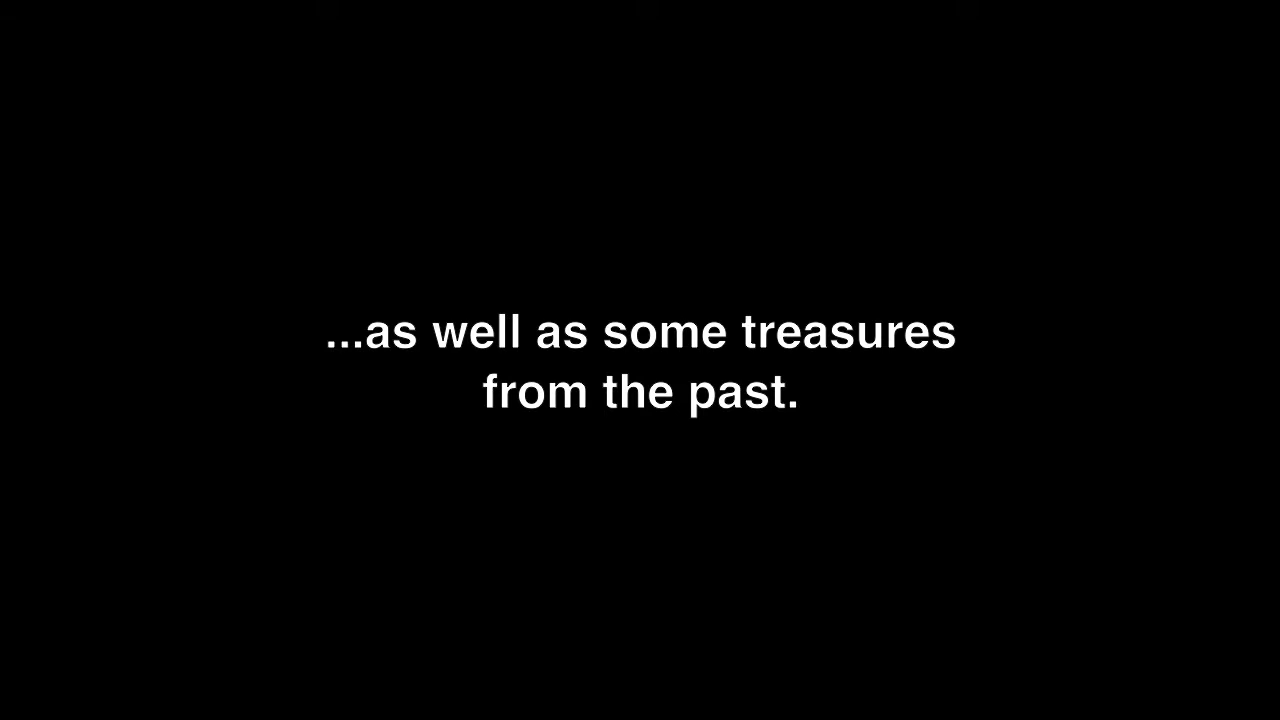 ...as well as some treasures
from the past.